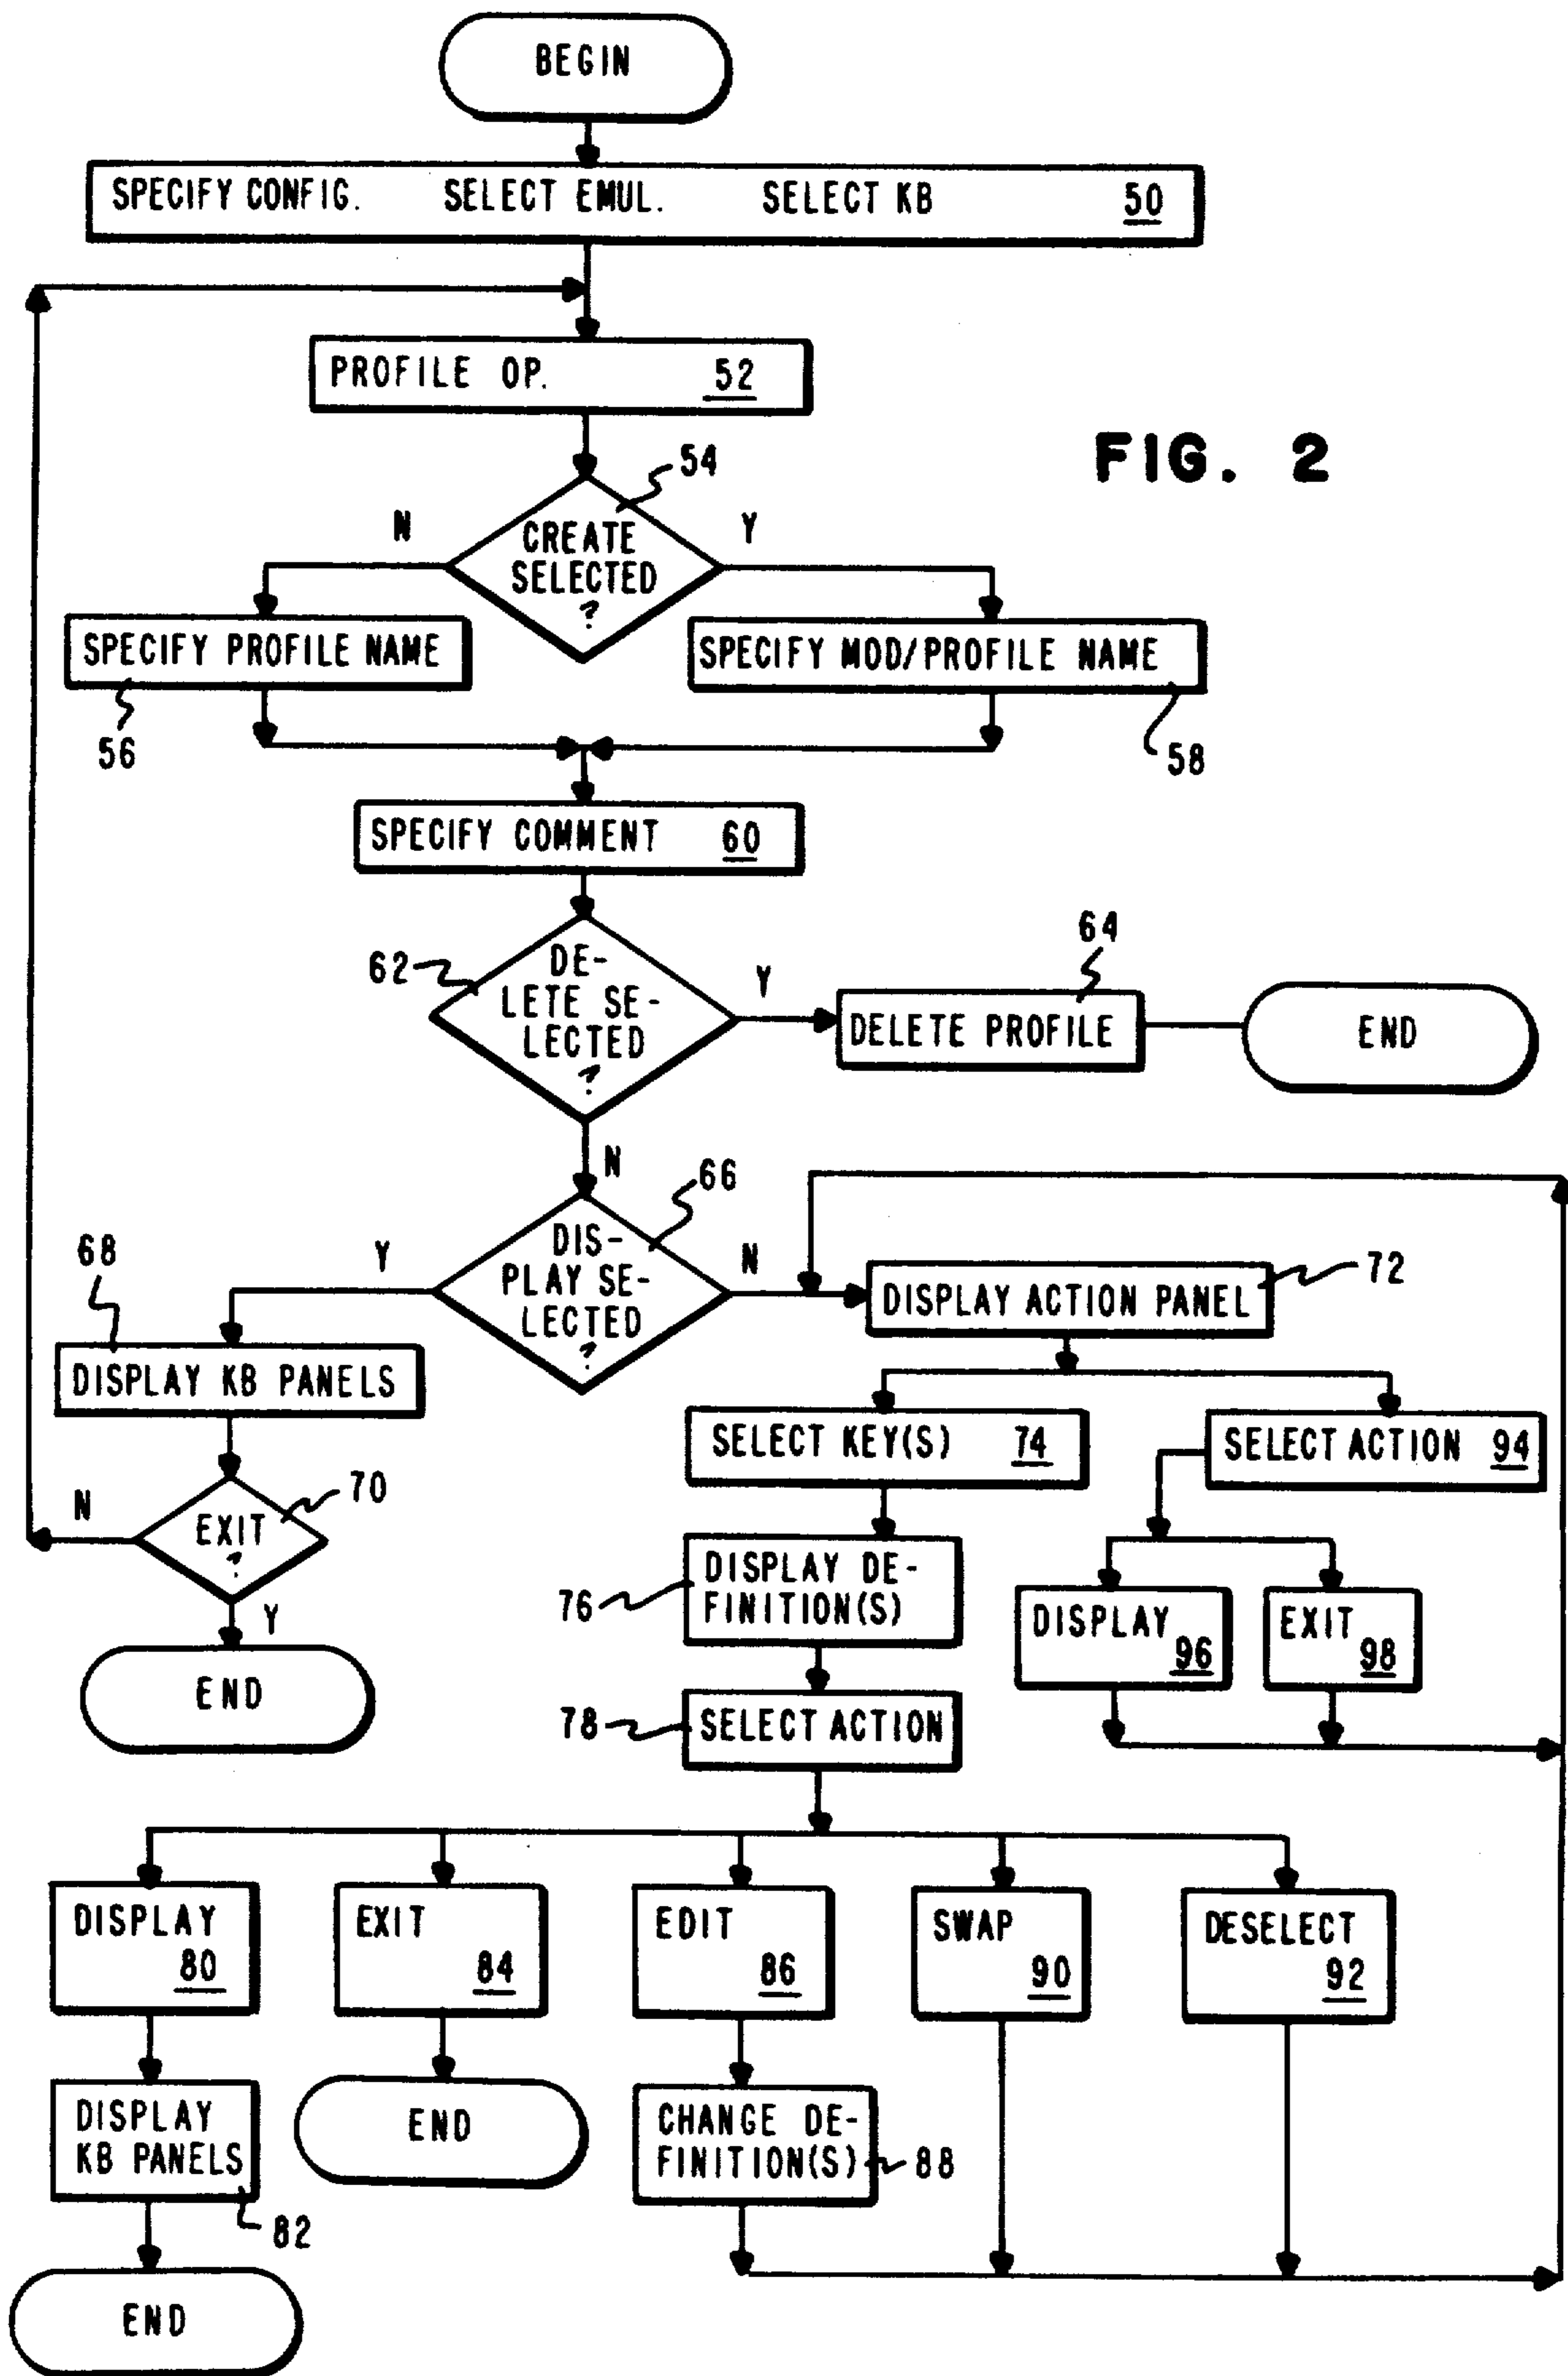 BEGIN
SPECIFY CONFIG. SELECT EMUL. SELECT KB 50
PROFILE OP. 52
FIG. 2
54
N
Y
CREATE
SELECTED
?
SPECIFY PROFILE NAME
SPECIFY MOD/PROFILE NAME
56
58
SPECIFY COMMENT 60
62
DE-
LETE SE-
LECTED
?
Y
64
DELETE PROFILE
END
N
66
DIS-
PLAY SE-
LECTED
?
Y
N
68
DISPLAY KB PANELS
72
DISPLAY ACTION PANEL
70
N
EXIT
?
Y
END
SELECT KEY(S) 74
SELECT ACTION 94
76
DISPLAY DE-
FINITION(S)
DISPLAY
96
EXIT
98
78
SELECT ACTION
DISPLAY
80
EXIT
84
EDIT
86
SWAP
90
DESELECT
92
DISPLAY
KB PANELS
82
END
END
CHANGE DE-
FINITION(S)
88